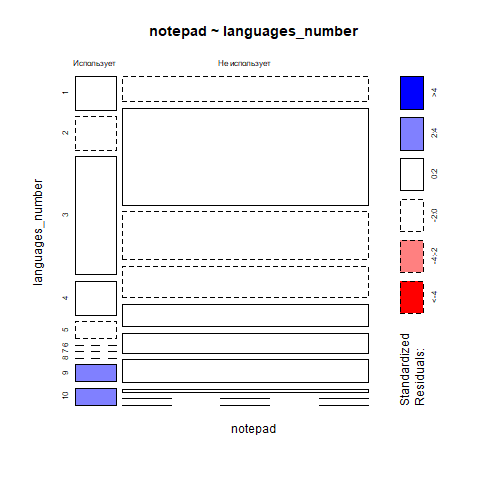 notepad ~ languages_number
Использует
Не использует
1
2
3
4
5
6
7
8
9
10
languages_number
notepad
>4
2:4
0:2
-2:0
-4:-2
<-4
Standardized
Residuals: